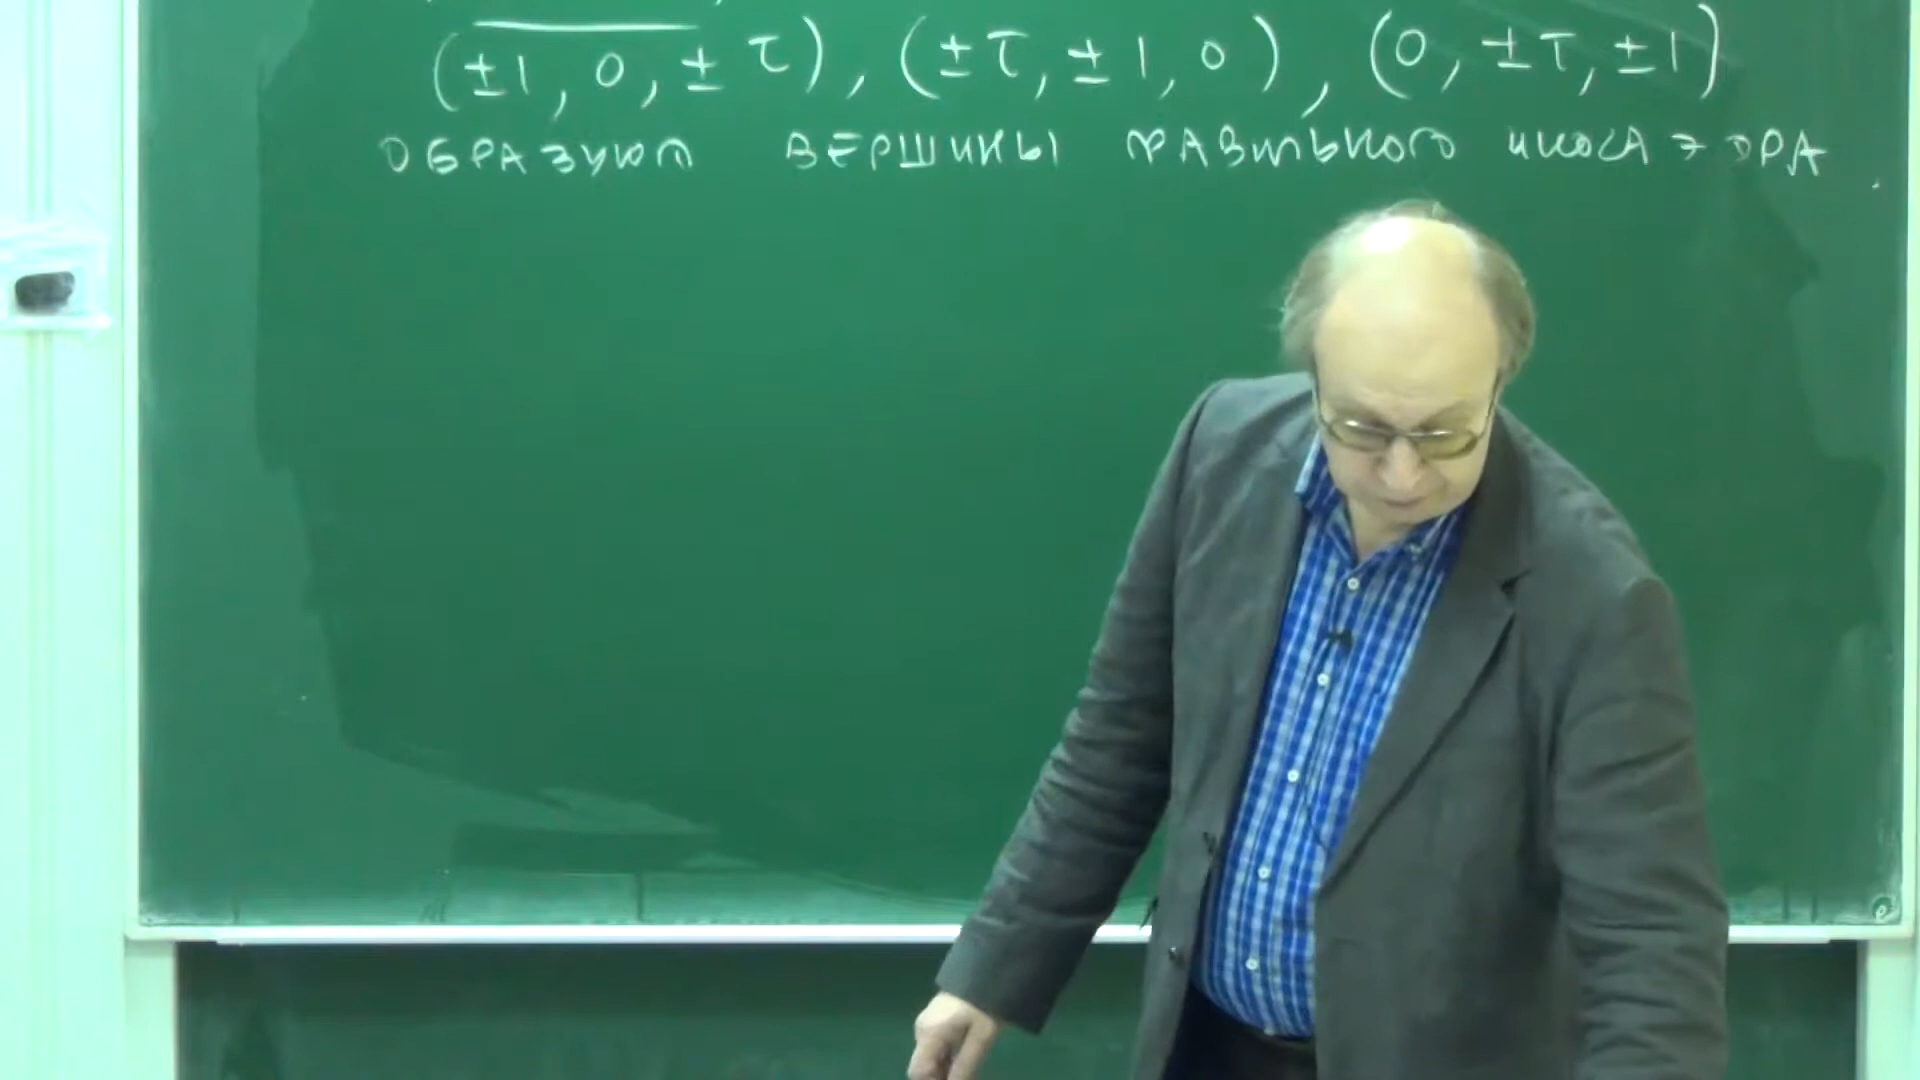 (±1, 0, ±τ), (±τ, ±1, 0), (0, ±τ, ±1)
ОБРАЗУЮТ ВЕРШИНЫ ПРАВИЛЬНОГО ИКОСАЭДРА